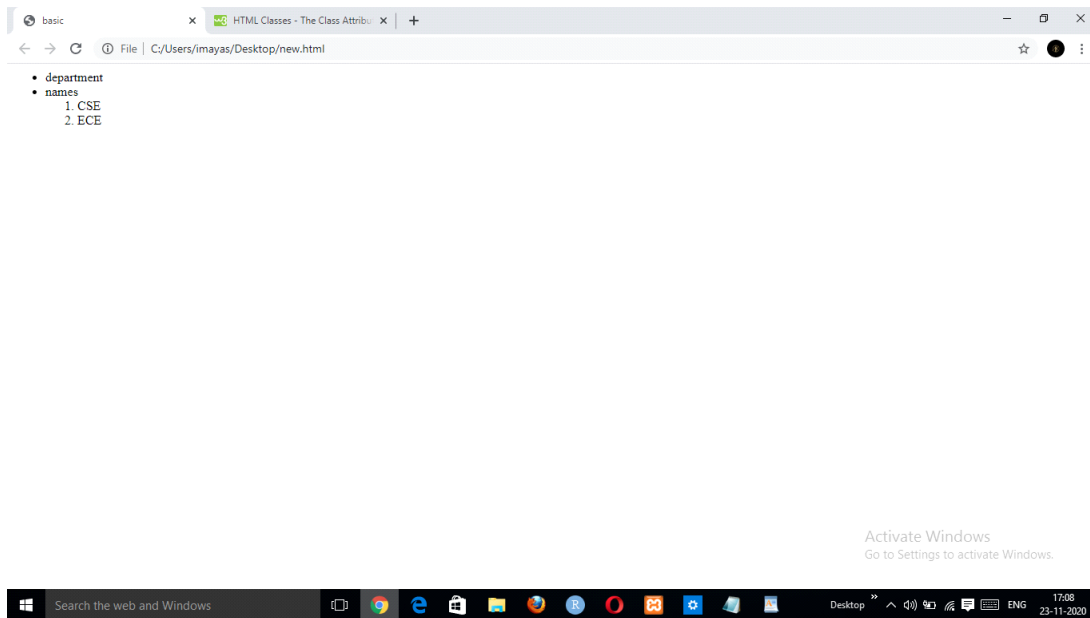 basic
HTML Classes - The Class Attribu
File
C:/Users/imayas/Desktop/new.html
• department
• names
1. CSE
2. ECE
Activate Windows
Go to Settings to activate Windows.
Search the web and Windows
R
Desktop
ENG
17:08
23-11-2020